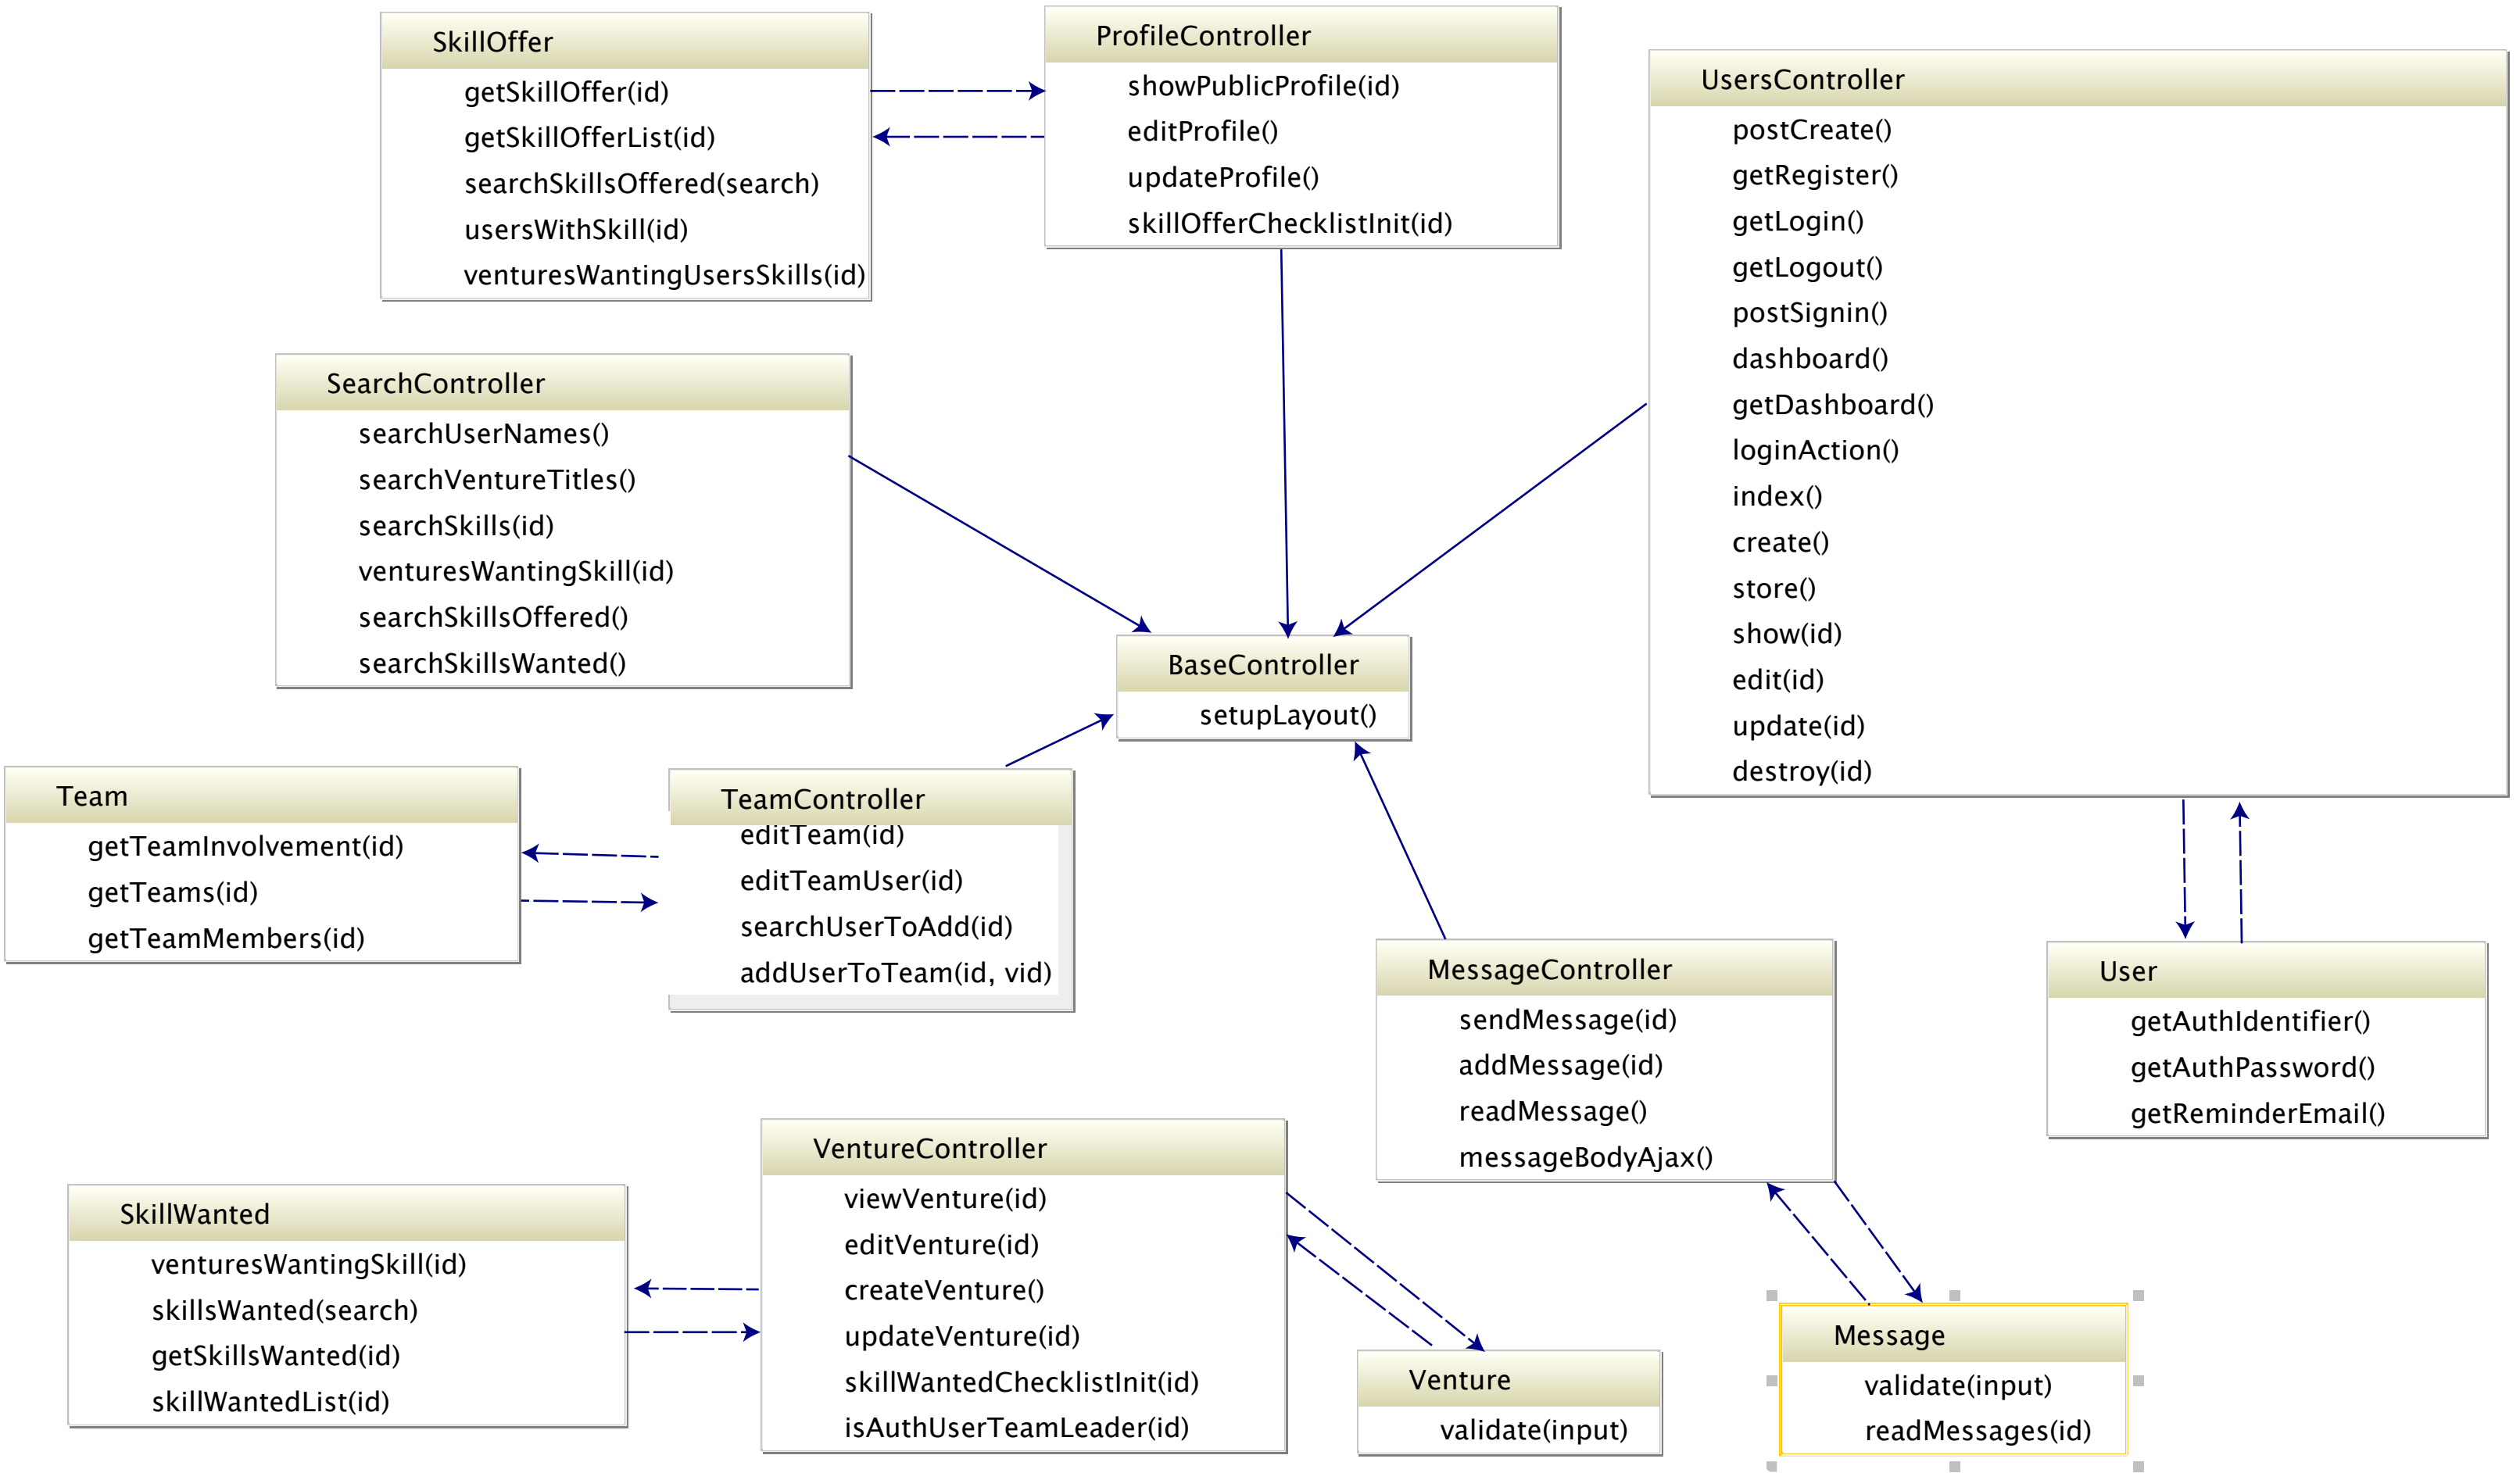 SkillOffer
getSkillOffer(id)
getSkillOfferList(id)
searchSkillsOffered(search)
usersWithSkill(id)
venturesWantingUsersSkills(id)
ProfileController
showPublicProfile(id)
editProfile()
updateProfile()
skillOfferChecklistInit(id)
UsersController
postCreate()
getRegister()
getLogin()
getLogout()
postSignin()
dashboard()
getDashboard()
loginAction()
index()
create()
store()
show(id)
edit(id)
update(id)
destroy(id)
SearchController
searchUserNames()
searchVentureTitles()
searchSkills(id)
venturesWantingSkill(id)
searchSkillsOffered()
searchSkillsWanted()
BaseController
setupLayout()
Team
getTeamInvolvement(id)
getTeams(id)
getTeamMembers(id)
TeamController
editTeam(id)
editTeamUser(id)
searchUserToAdd(id)
addUserToTeam(id, vid)
MessageController
sendMessage(id)
addMessage(id)
readMessage()
messageBodyAjax()
User
getAuthIdentifier()
getAuthPassword()
getReminderEmail()
SkillWanted
venturesWantingSkill(id)
skillsWanted(search)
getSkillsWanted(id)
skillWantedList(id)
VentureController
viewVenture(id)
editVenture(id)
createVenture()
updateVenture(id)
skillWantedChecklistInit(id)
isAuthUserTeamLeader(id)
Venture
validate(input)
Message
validate(input)
readMessages(id)